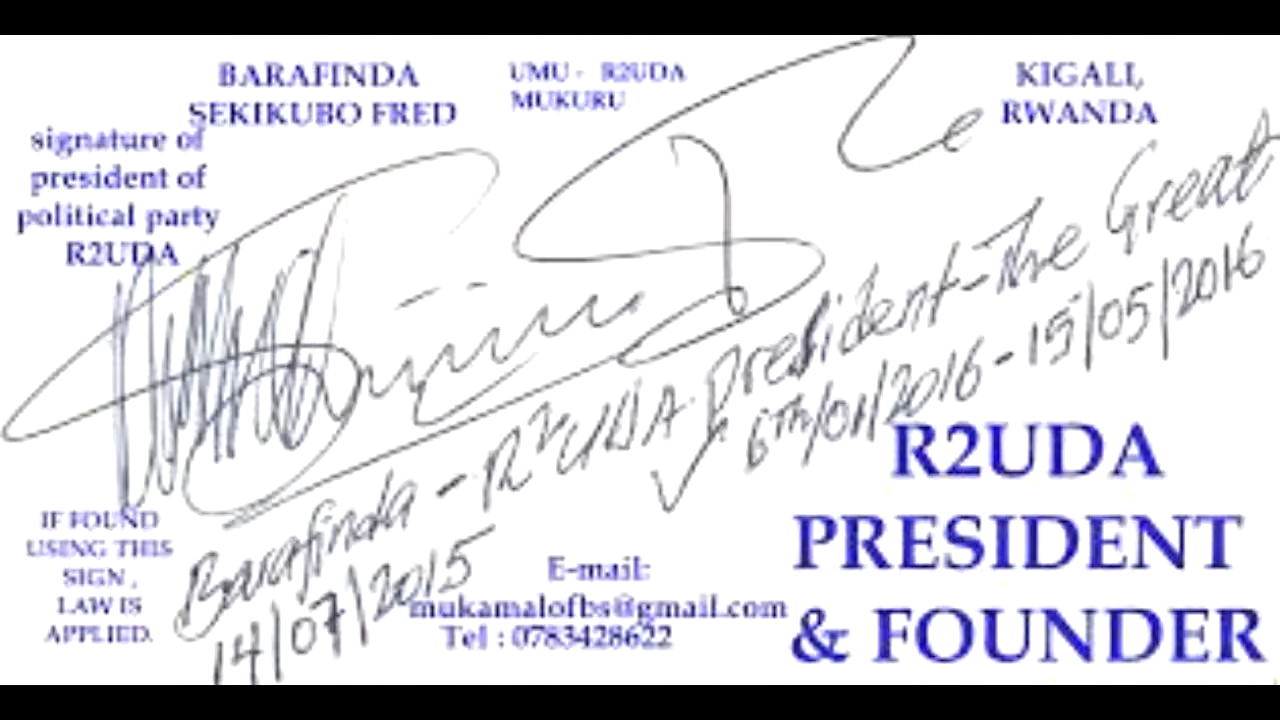 BARAFINDA
SEKIKUBO FRED
UMU - R2UDA
MUKURU
KIGALI,
RWANDA
signature of
president of
political party
R2UDA
Barafinda - R²UDA President - The Great
14/07/2015
6TH/01/2016 - 15/05/2016
R2UDA
PRESIDENT
& FOUNDER
IF FOUND
USING THIS
SIGN,
LAW IS
APPLIED.
E-mail:
mukamalofbs@gmail.com
Tel : 0783428622